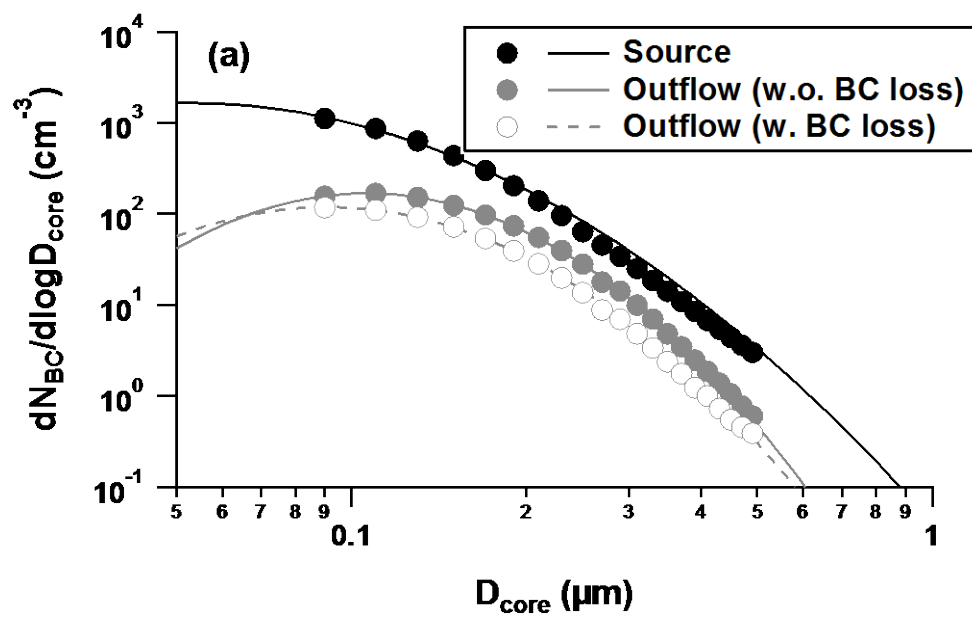 (a)
Source
Outflow (w.o. BC loss)
Outflow (w. BC loss)
dN_BC/dlogD_core (cm^-3)
10^4
10^3
10^2
10^1
10^0
10^-1
5 6 7 8 9 2 3 4 5 6 7 8 9
0.1 1
D_core (µm)